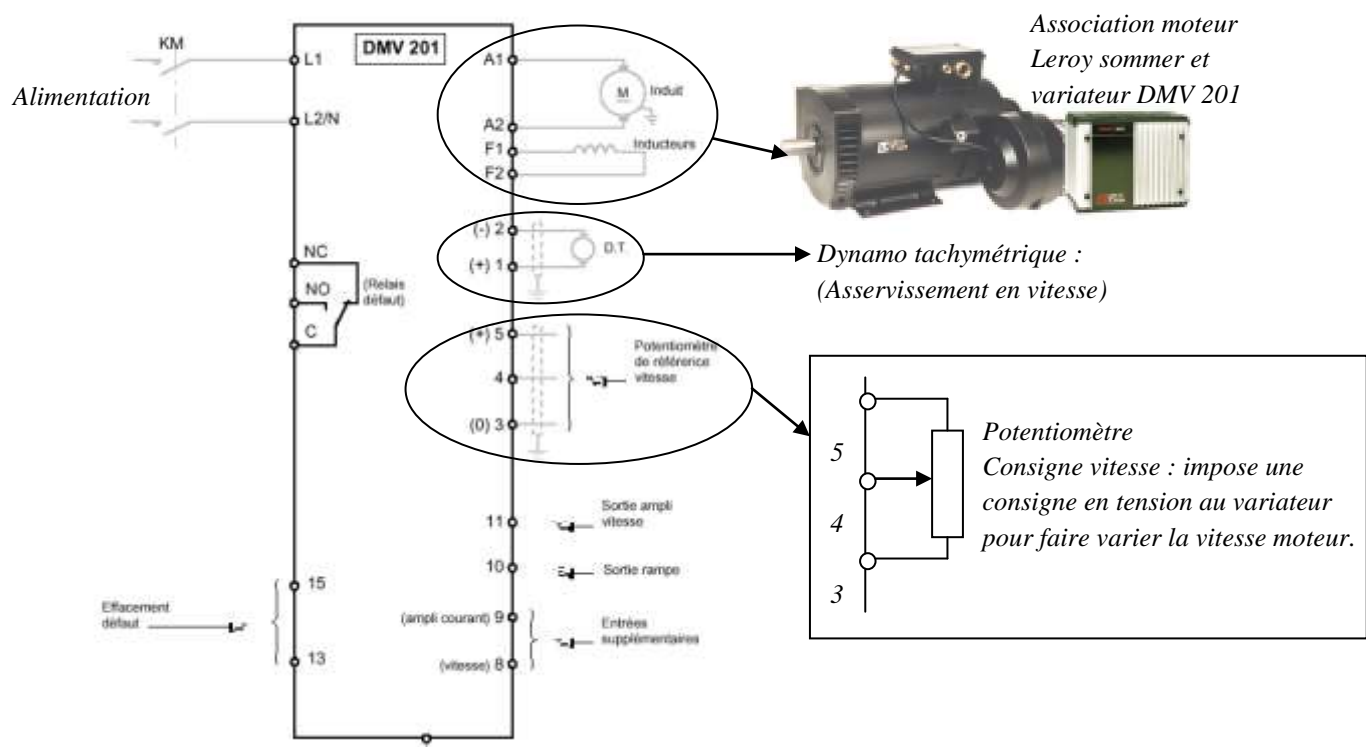 Association moteur
Leroy sommer et
variateur DMV 201
KM
DMV 201
L1
A1
M
Induit
Alimentation
L2/N
A2
F1
Inducteurs
F2
(-) 2
D.T.
(+) 1
Dynamo tachymétrique :
(Asservissement en vitesse)
NC
NO
(Relais
défaut)
C
(+) 5
Potentiomètre
de référence
vitesse
4
(0) 3
5
4
3
Potentiomètre
Consigne vitesse : impose une
consigne en tension au variateur
pour faire varier la vitesse moteur.
11
Sortie ampli
vitesse
10
Sortie rampe
15
Effacement
défaut
13
(ampli courant) 9
Entrées
supplémentaires
(vitesse) 8